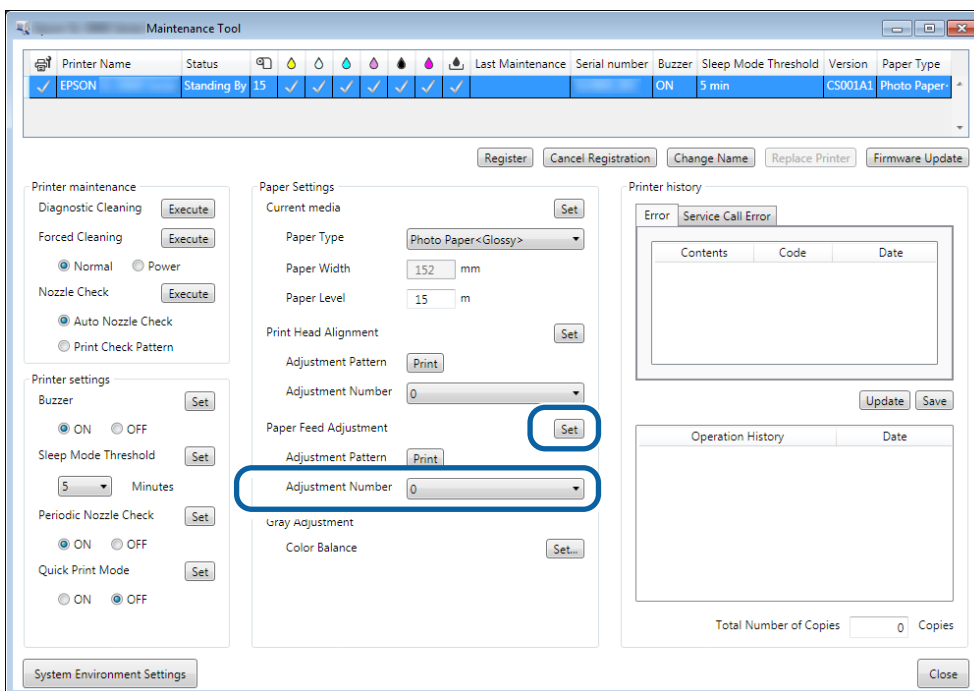 Maintenance Tool
Printer Name Status Last Maintenance Serial number Buzzer Sleep Mode Threshold Version Paper Type
EPSON Standing By 15 ON 5 min CS001A1 Photo Paper
Register Cancel Registration Change Name Replace Printer Firmware Update
Printer maintenance
Diagnostic Cleaning Execute
Forced Cleaning Execute
Normal Power
Nozzle Check Execute
Auto Nozzle Check
Print Check Pattern
Printer settings
Buzzer Set
ON OFF
Sleep Mode Threshold Set
5 Minutes
Periodic Nozzle Check Set
ON OFF
Quick Print Mode Set
ON OFF
Paper Settings
Current media Set
Paper Type Photo Paper<Glossy>
Paper Width 152 mm
Paper Level 15 m
Print Head Alignment Set
Adjustment Pattern Print
Adjustment Number 0
Paper Feed Adjustment Set
Adjustment Pattern Print
Adjustment Number 0
Gray Adjustment
Color Balance Set...
Printer history
Error Service Call Error
Contents Code Date
Update Save
Operation History Date
Total Number of Copies 0 Copies
System Environment Settings Close